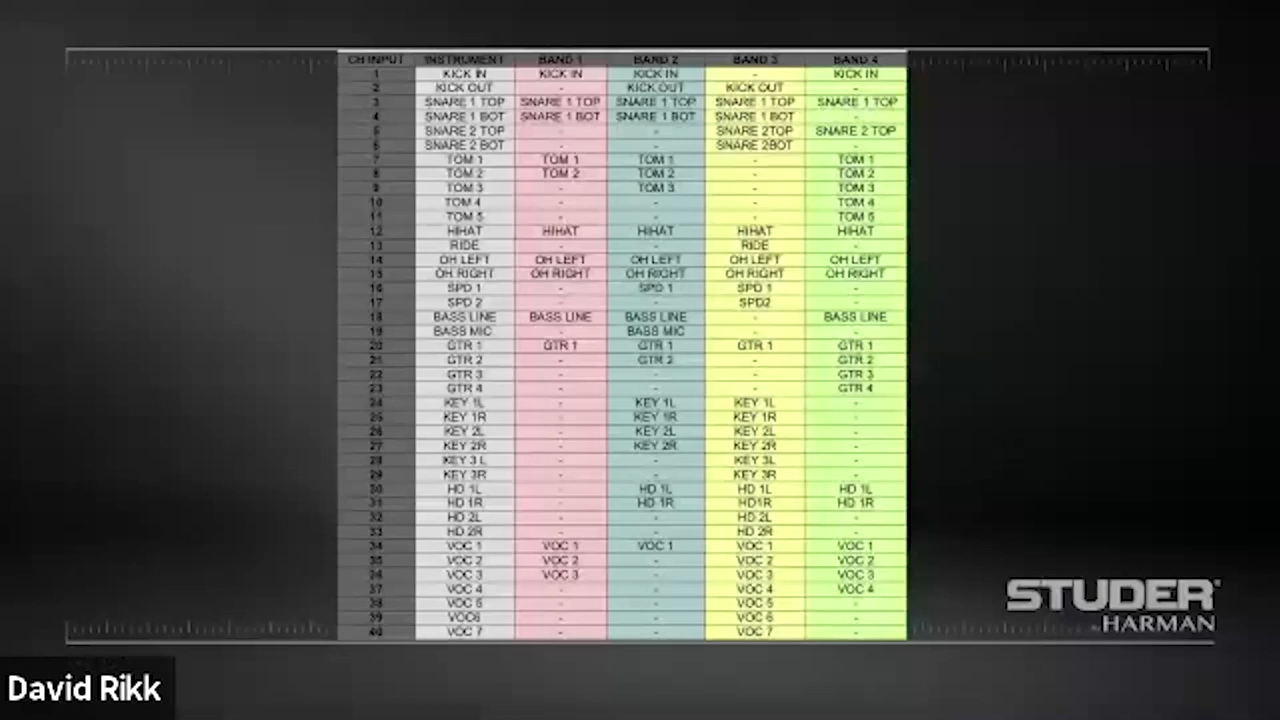 CH INPUT INSTRUMENT BAND 1 BAND 2 BAND 3 BAND 4
1 KICK IN KICK IN KICK IN - KICK IN
2 KICK OUT - KICK OUT KICK OUT -
3 SNARE 1 TOP SNARE 1 TOP SNARE 1 TOP SNARE 1 TOP SNARE 1 TOP
4 SNARE 1 BOT SNARE 1 BOT SNARE 1 BOT SNARE 1 BOT -
5 SNARE 2 TOP - - SNARE 2TOP SNARE 2 TOP
6 SNARE 2 BOT - - SNARE 2BOT -
7 TOM 1 TOM 1 TOM 1 - TOM 1
8 TOM 2 TOM 2 TOM 2 - TOM 2
9 TOM 3 - TOM 3 - TOM 3
10 TOM 4 - - - TOM 4
11 TOM 5 - - - TOM 5
12 HIHAT HIHAT HIHAT HIHAT HIHAT
13 RIDE - - RIDE -
14 OH LEFT OH LEFT OH LEFT OH LEFT OH LEFT
15 OH RIGHT OH RIGHT OH RIGHT OH RIGHT OH RIGHT
16 SPD 1 - SPD 1 SPD 1 -
17 SPD 2 - - SPD2 -
18 BASS LINE BASS LINE BASS LINE - BASS LINE
19 BASS MIC - BASS MIC - -
20 GTR 1 GTR 1 GTR 1 GTR 1 GTR 1
21 GTR 2 - GTR 2 - GTR 2
22 GTR 3 - - - GTR 3
23 GTR 4 - - - GTR 4
24 KEY 1L - KEY 1L KEY 1L -
25 KEY 1R - KEY 1R KEY 1R -
26 KEY 2L - KEY 2L KEY 2L -
27 KEY 2R - KEY 2R KEY 2R -
28 KEY 3 L - - KEY 3L -
29 KEY 3R - - KEY 3R -
30 HD 1L - HD 1L HD 1L HD 1L
31 HD 1R - HD 1R HD1R HD 1R
32 HD 2L - - HD 2L -
33 HD 2R - - HD 2R -
34 VOC 1 VOC 1 VOC 1 VOC 1 VOC 1
35 VOC 2 VOC 2 - VOC 2 VOC 2
36 VOC 3 VOC 3 - VOC 3 VOC 3
37 VOC 4 - - VOC 4 VOC 4
38 VOC 5 - - VOC 5 -
39 VOC6 - - VOC 6 -
40 VOC 7 - - VOC 7 -
STUDER
HARMAN
David Rikk